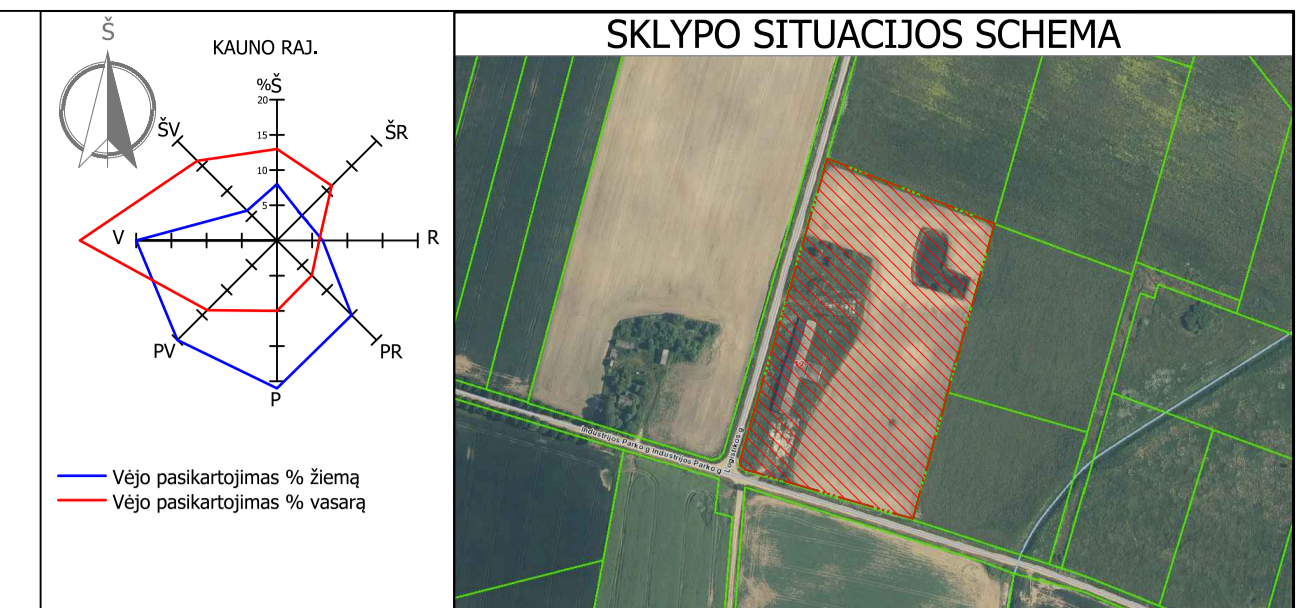 Š
KAUNO RAJ.
%Š
20
15
10
5
ŠV
ŠR
V
R
PV
PR
P
Vėjo pasikartojimas % žiemą
Vėjo pasikartojimas % vasarą
SKLYPO SITUACIJOS SCHEMA
Industrijos Parko g Industrijos Parko g
Logistikos g